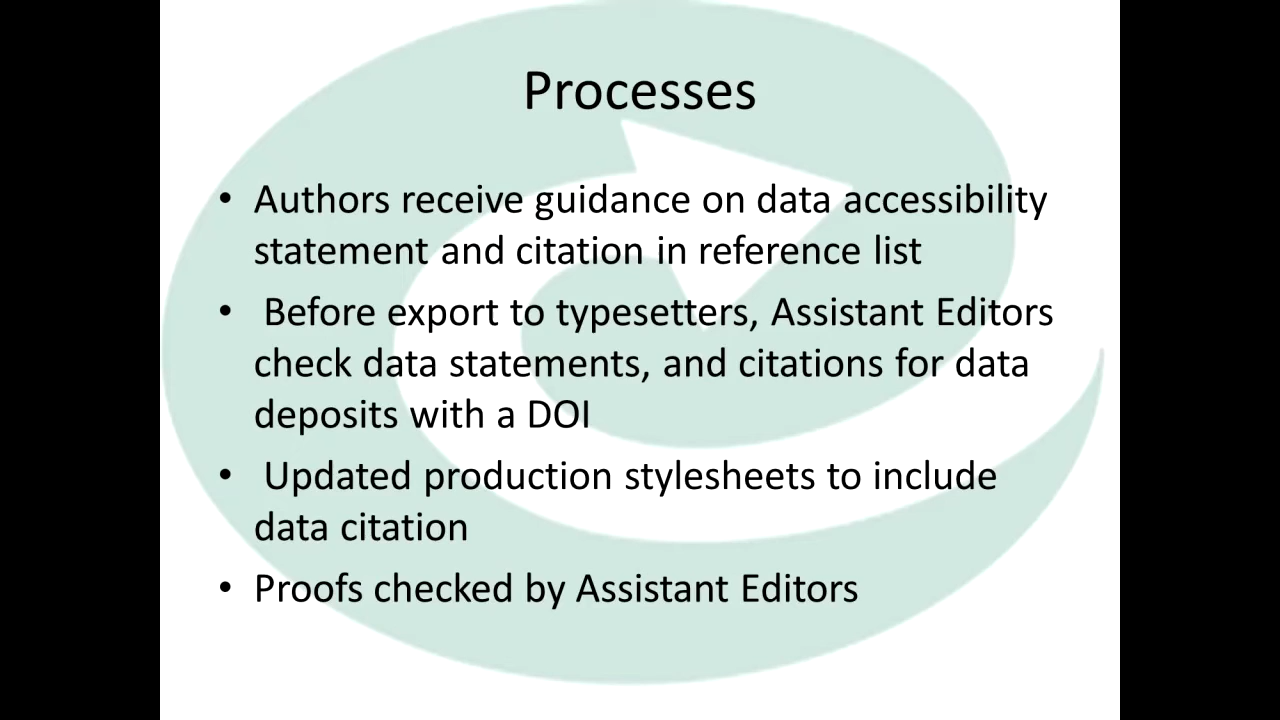 Processes
• Authors receive guidance on data accessibility
statement and citation in reference list
• Before export to typesetters, Assistant Editors
check data statements, and citations for data
deposits with a DOI
• Updated production stylesheets to include
data citation
• Proofs checked by Assistant Editors